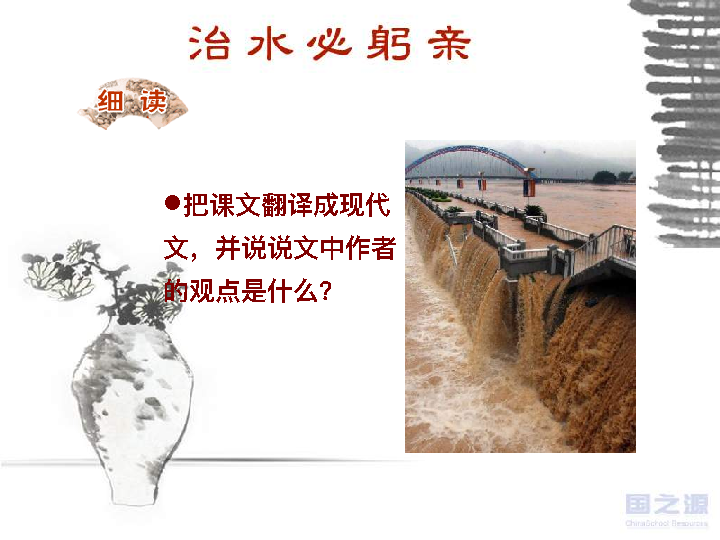 治水必躬亲
细 读
●把课文翻译成现代
文，并说说文中作者
的观点是什么？
国之源
ChinaSchool Resources